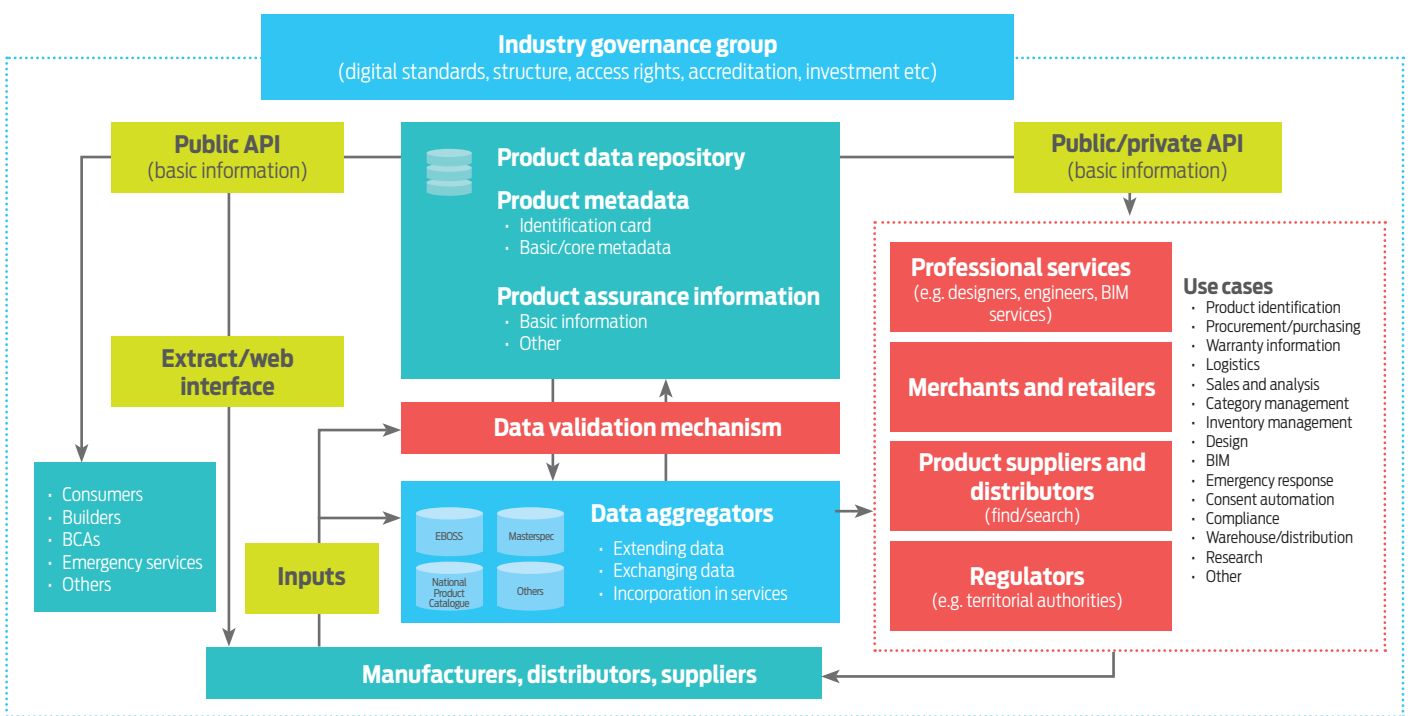 Industry governance group
(digital standards, structure, access rights, accreditation, investment etc)
Public API
(basic information)
Product data repository
Product metadata
· Identification card
· Basic/core metadata
Product assurance information
· Basic information
· Other
Public/private API
(basic information)
Extract/web
interface
Data validation mechanism
· Consumers
· Builders
· BCAs
· Emergency services
· Others
Inputs
Data aggregators
· Extending data
· Exchanging data
· Incorporation in services
EBOSS
Masterspec
National
Product
Catalogue
Others
Professional services
(e.g. designers, engineers, BIM
services)
Merchants and retailers
Product suppliers and
distributors
(find/search)
Regulators
(e.g. territorial authorities)
Use cases
· Product identification
· Procurement/purchasing
· Warranty information
· Logistics
· Sales and analysis
· Category management
· Inventory management
· Design
· BIM
· Emergency response
· Consent automation
· Compliance
· Warehouse/distribution
· Research
· Other
Manufacturers, distributors, suppliers